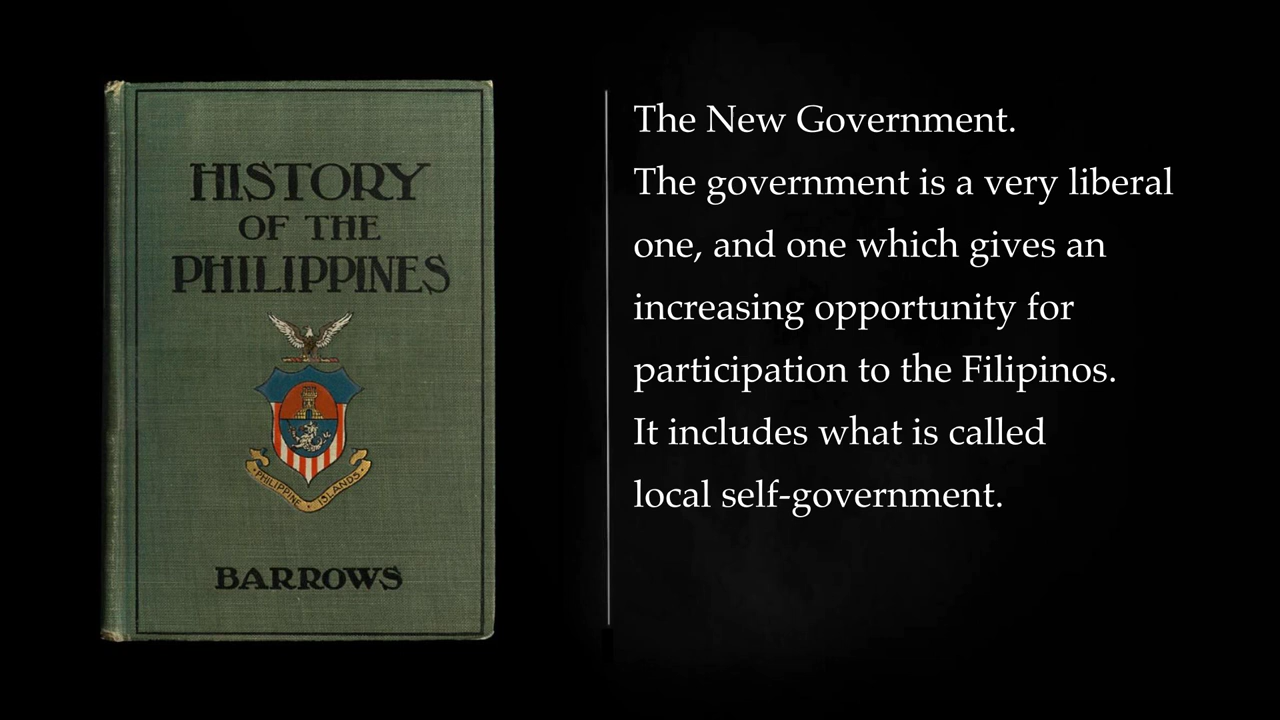 HISTORY
OF THE
PHILIPPINES
PHILIPPINE ISLANDS
BARROWS
The New Government.
The government is a very liberal
one, and one which gives an
increasing opportunity for
participation to the Filipinos.
It includes what is called
local self-government.